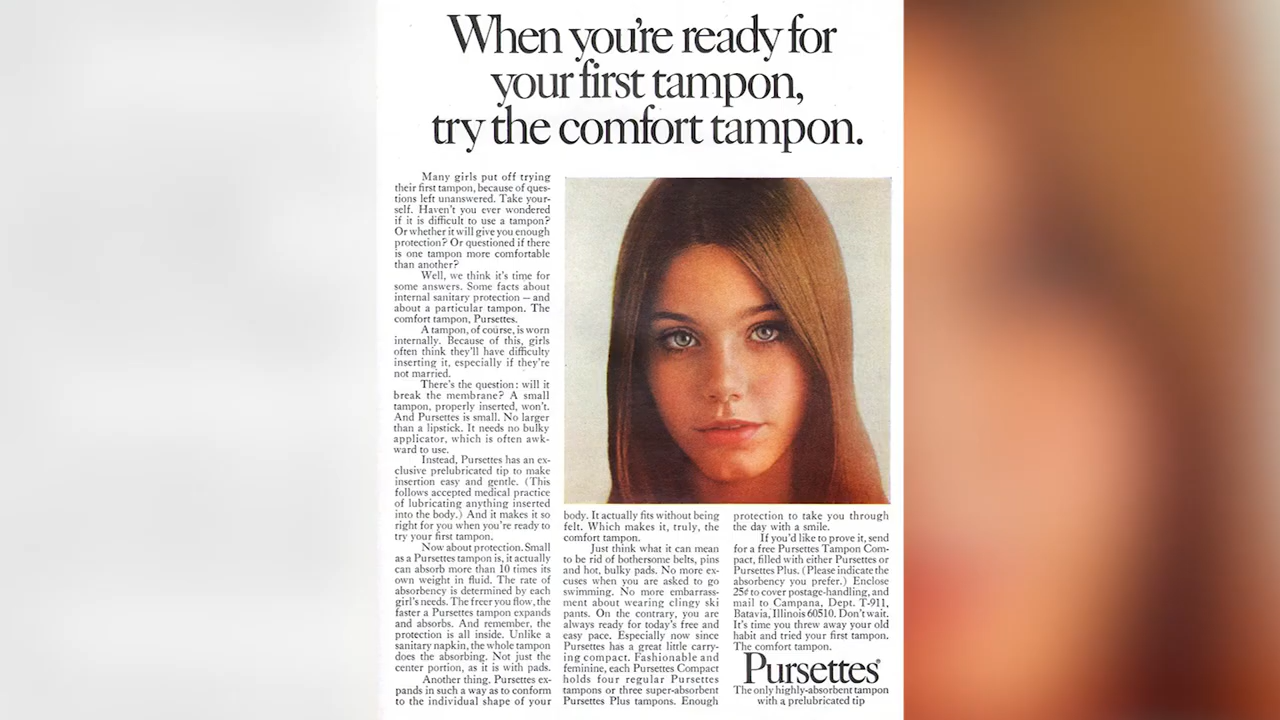 When you're ready for
your first tampon,
try the comfort tampon.
Many girls put off trying
their first tampon, because of ques-
tions left unanswered. Take your-
self. Haven't you ever wondered
if it is difficult to use a tampon?
Or whether it will give you enough
protection? Or questioned if there
is one tampon more comfortable
than another?
Well, we think it's time for
some answers. Some facts about
internal sanitary protection — and
about a particular tampon. The
comfort tampon, Pursettes.
A tampon, of course, is worn
internally. Because of this, girls
often think they'll have difficulty
inserting it, especially if they're
not married.
There's the question: will it
break the membrane? A small
tampon, properly inserted, won't.
And Pursettes is small. No larger
than a lipstick. It needs no bulky
applicator, which is often awk-
ward to use.
Instead, Pursettes has an ex-
clusive prelubricated tip to make
insertion easy and gentle. (This
follows accepted medical practice
of lubricating anything inserted
into the body.) And it makes it so
right for you when you're ready to
try your first tampon.
Now about protection. Small
as a Pursettes tampon is, it actually
can absorb more than 10 times its
own weight in fluid. The rate of
absorbency is determined by each
girl's needs. The freer you flow, the
faster a Pursettes tampon expands
and absorbs. And remember, the
protection is all inside. Unlike a
sanitary napkin, the whole tampon
does the absorbing. Not just the
center portion, as it is with pads.
Another thing. Pursettes ex-
pands in such a way as to conform
to the individual shape of your
body. It actually fits without being
felt. Which makes it, truly, the
comfort tampon.
Just think what it can mean
to be rid of bothersome belts, pins
and hot, bulky pads. No more ex-
cuses when you are asked to go
swimming. No more embarrass-
ment about wearing clingy ski
pants. On the contrary, you are
always ready for today's free and
easy pace. Especially now since
Pursettes has a great little carry-
ing compact. Fashionable and
feminine, each Pursettes Compact
holds four regular Pursettes
tampons or three super-absorbent
Pursettes Plus tampons. Enough
protection to take you through
the day with a smile.
If you'd like to prove it, send
for a free Pursettes Tampon Com-
pact, filled with either Pursettes or
Pursettes Plus. (Please indicate the
absorbency you prefer.) Enclose
25¢ to cover postage-handling, and
mail to Campana, Dept. T-911,
Batavia, Illinois 60510. Don't wait.
It's time you threw away your old
habit and tried your first tampon.
The comfort tampon.
Pursettes®
The only highly-absorbent tampon
with a prelubricated tip